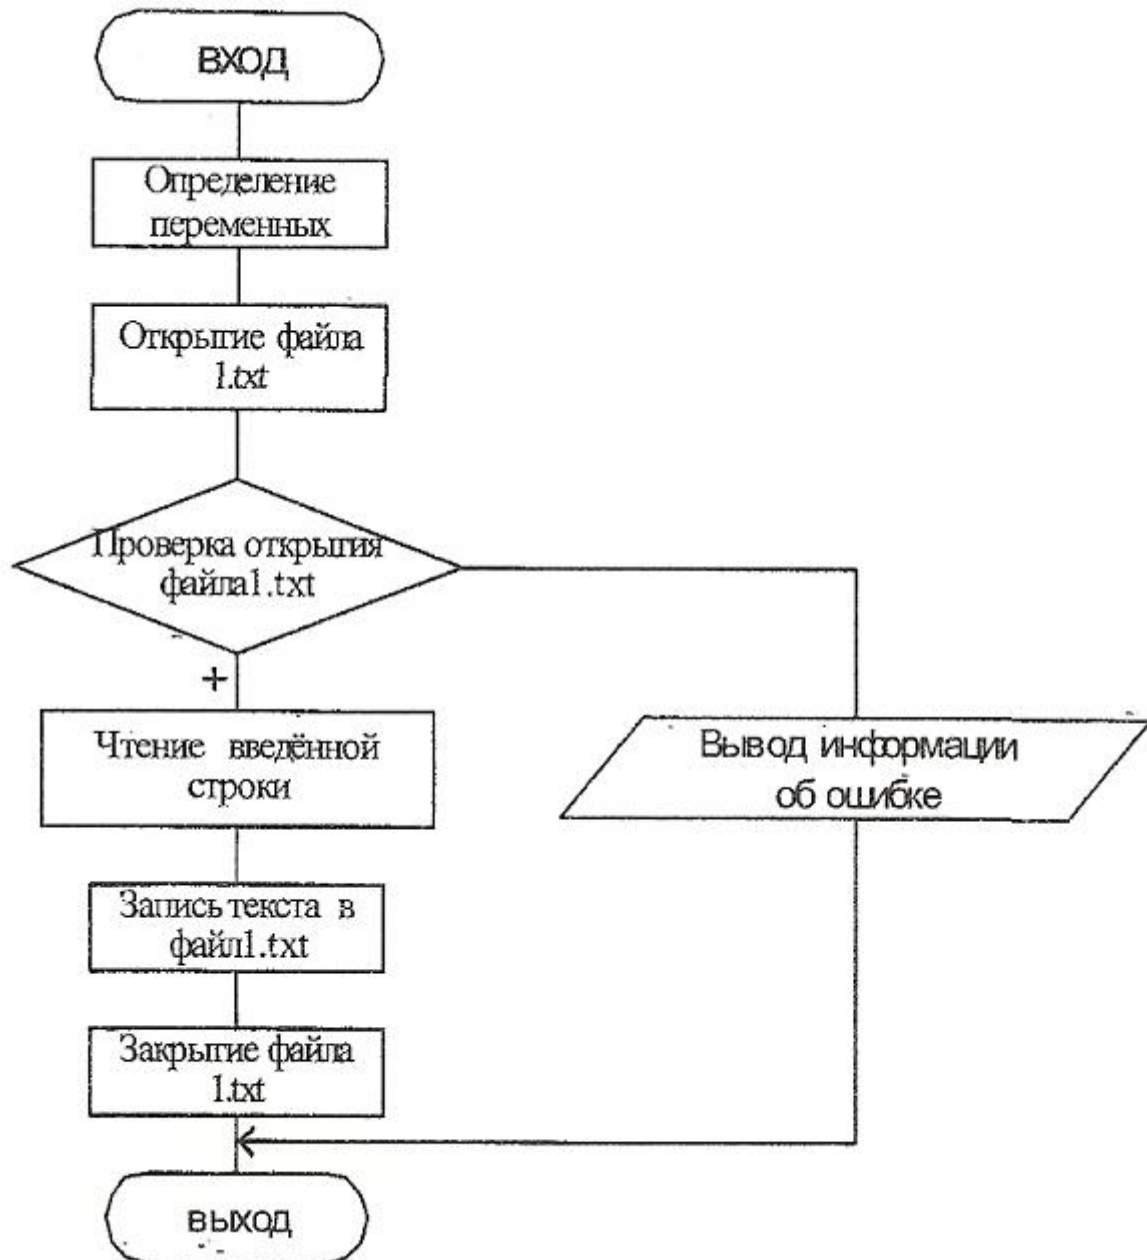 ВХОД
Определение
переменных
Открытие файла
1.txt
Проверка открытия
файла1.txt
+
Чтение введённой
строки
Вывод информации
об ошибке
Запись текста в
файл1.txt
Закрытие файла
1.txt
ВЫХОД